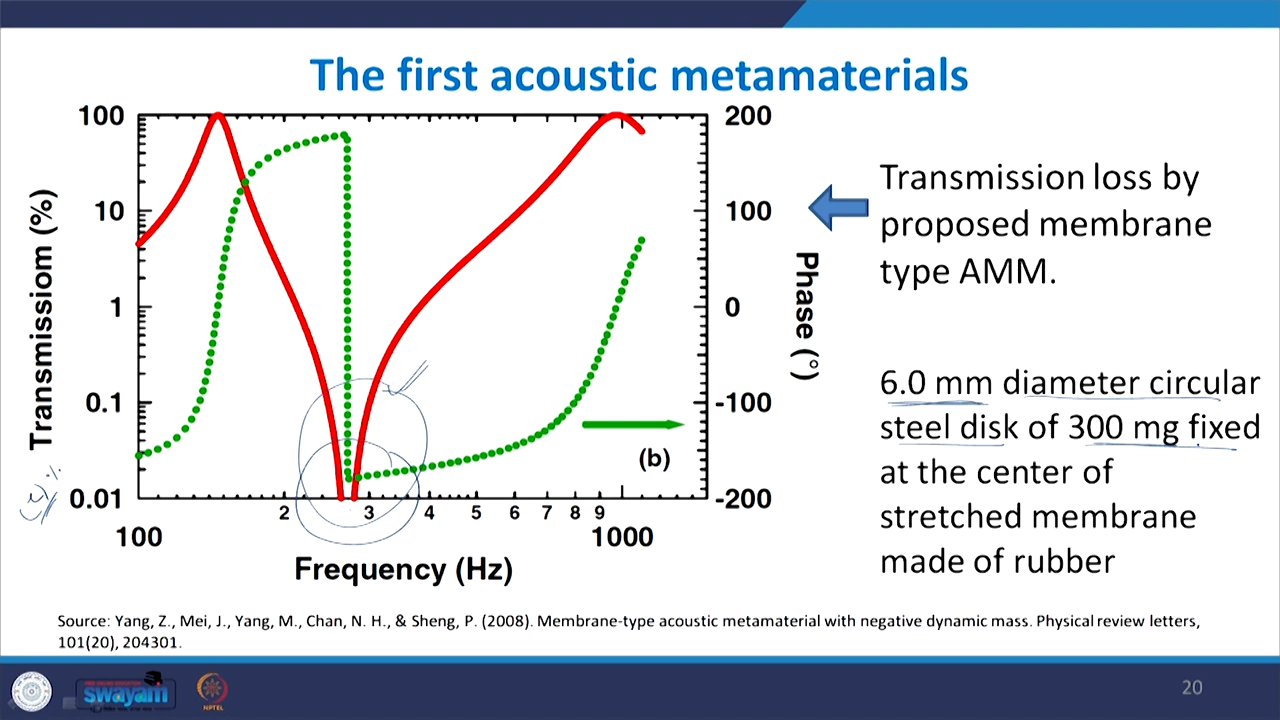 The first acoustic metamaterials
100
10
1
0.1
0.01
Transmissiom (%)
200
100
0
-100
-200
Phase (°)
(b)
100
2
3
4
5
6
7
8
9
1000
Frequency (Hz)
Transmission loss by
proposed membrane
type AMM.
6.0 mm diameter circular
steel disk of 300 mg fixed
at the center of
stretched membrane
made of rubber
Source: Yang, Z., Mei, J., Yang, M., Chan, N. H., & Sheng, P. (2008). Membrane-type acoustic metamaterial with negative dynamic mass. Physical review letters,
101(20), 204301.
swayam
NPTEL
20